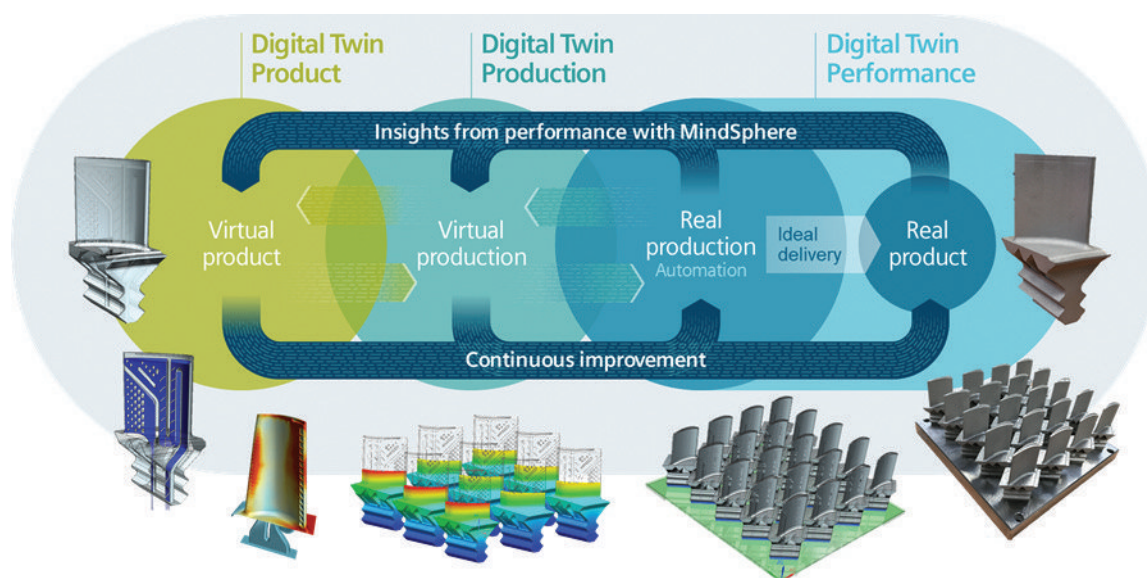 Digital Twin
Product
Digital Twin
Production
Digital Twin
Performance
Insights from performance with MindSphere
Virtual
product
Virtual
production
Real
production
Automation
Ideal
delivery
Real
product
Continuous improvement